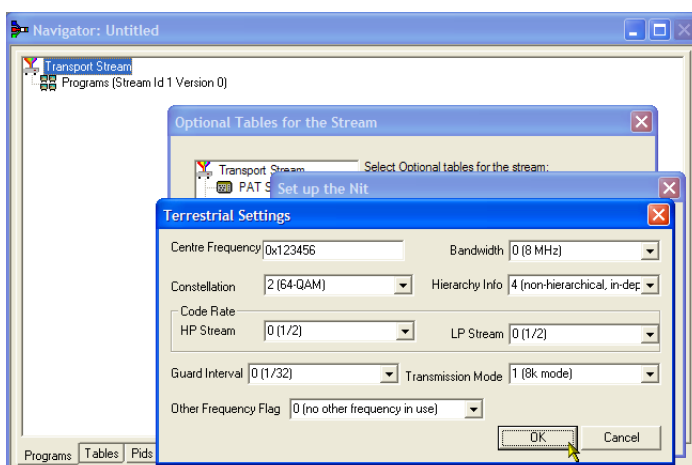 Navigator: Untitled
Transport Stream
Programs (Stream Id 1 Version 0)
Optional Tables for the Stream
Transport Stream
Select Optional tables for the stream:
PAT S
Set up the Nit
Terrestrial Settings
Centre Frequency 0x123456
Bandwidth 0 (8 MHz)
Constellation 2 (64-QAM)
Hierarchy Info 4 (non-hierarchical, in-dep
Code Rate
HP Stream 0 (1/2)
LP Stream 0 (1/2)
Guard Interval 0 (1/32)
Transmission Mode 1 (8k mode)
Other Frequency Flag 0 (no other frequency in use)
OK Cancel
Programs Tables Pids